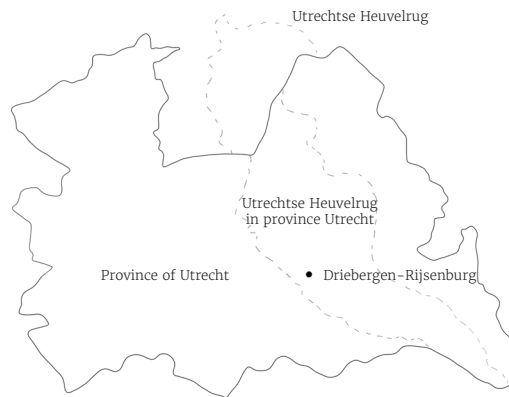 Utrechtse Heuvelrug
Utrechtse Heuvelrug
in province Utrecht
Province of Utrecht
Driebergen-Rijsenburg